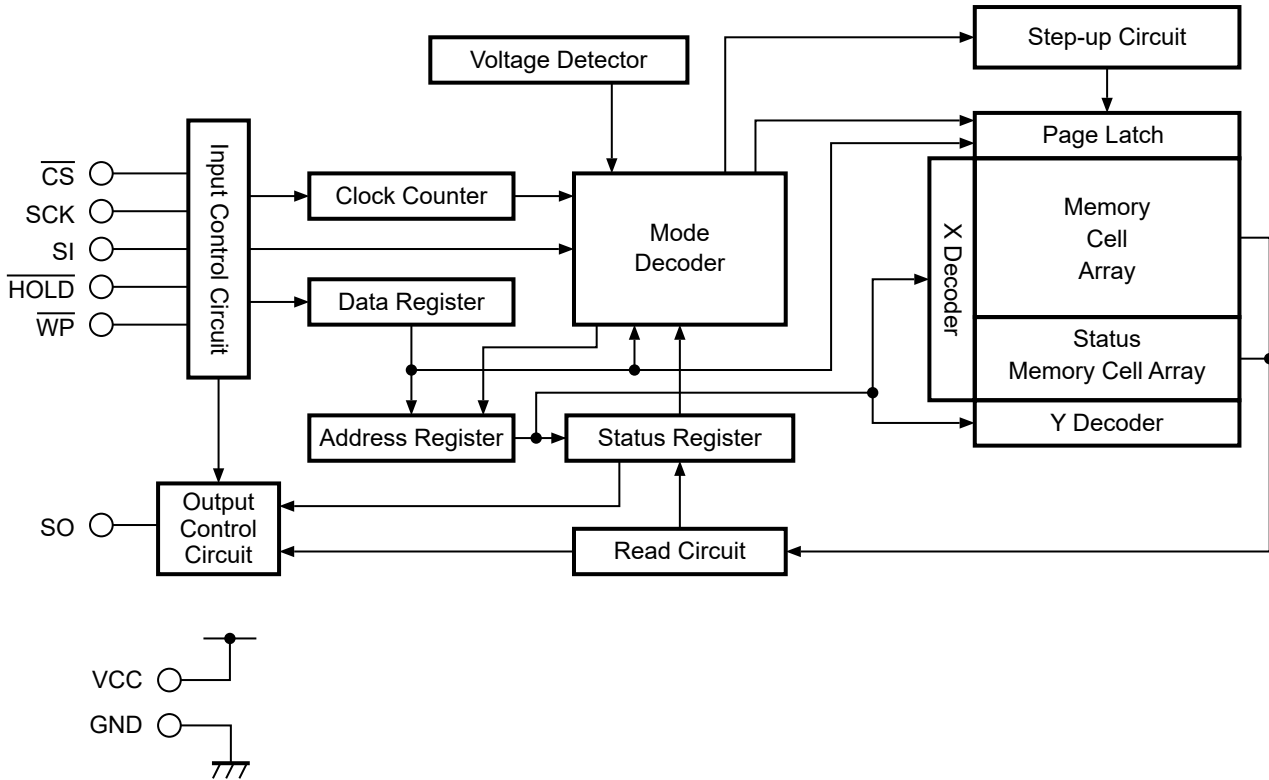 Step-up Circuit
Voltage Detector
Page Latch
Input Control Circuit
CS
SCK
SI
HOLD
WP
Clock Counter
Data Register
Mode
Decoder
X Decoder
Memory
Cell
Array
Status
Memory Cell Array
Y Decoder
Address Register
Status Register
SO
Output
Control
Circuit
Read Circuit
VCC
GND